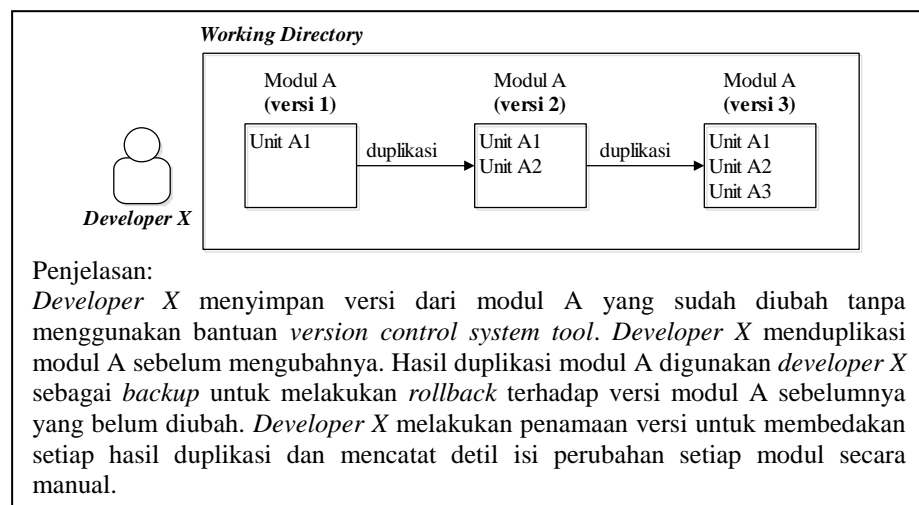 Working Directory
Modul A
(versi 1)
Modul A
(versi 2)
Modul A
(versi 3)
Unit A1
duplikasi
Unit A1
Unit A2
duplikasi
Unit A1
Unit A2
Unit A3
Developer X
Penjelasan:
Developer X menyimpan versi dari modul A yang sudah diubah tanpa
menggunakan bantuan version control system tool. Developer X menduplikasi
modul A sebelum mengubahnya. Hasil duplikasi modul A digunakan developer X
sebagai backup untuk melakukan rollback terhadap versi modul A sebelumnya
yang belum diubah. Developer X melakukan penamaan versi untuk membedakan
setiap hasil duplikasi dan mencatat detil isi perubahan setiap modul secara
manual.